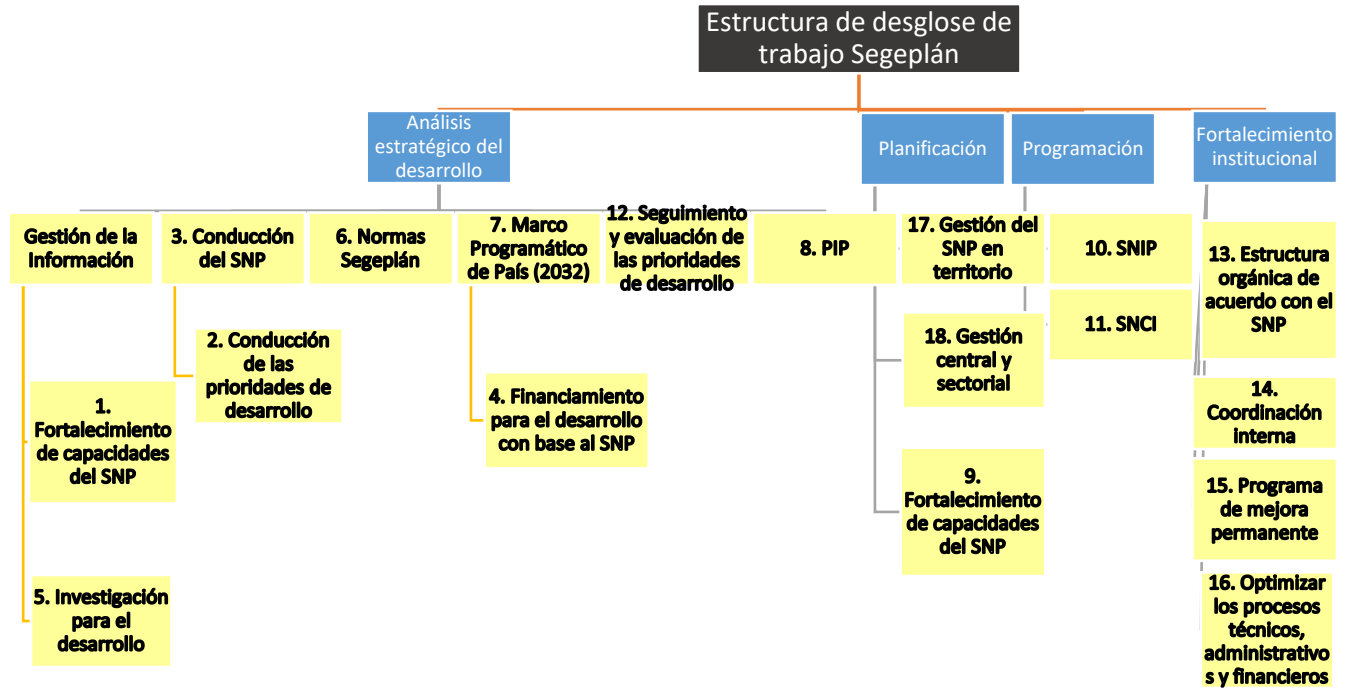 Estructura de desglose de
trabajo Segeplán
Análisis
estratégico del
desarrollo
Planificación
Programación
Fortalecimiento
institucional
Gestión de la
Información
3. Conducción
del SNP
6. Normas
Segeplán
7. Marco
Programático
de País (2032)
12. Seguimiento
y evaluación de
las prioridades
de desarrollo
8. PIP
17. Gestión del
SNP en
territorio
10. SNIP
13. Estructura
orgánica de
acuerdo con el
SNP
2. Conducción
de las
prioridades de
desarrollo
18. Gestión
central y
sectorial
11. SNCI
1.
Fortalecimiento
de capacidades
del SNP
4. Financiamiento
para el desarrollo
con base al SNP
14.
Coordinación
interna
9.
Fortalecimiento
de capacidades
del SNP
15. Programa
de mejora
permanente
5. Investigación
para el
desarrollo
16. Optimizar
los procesos
técnicos,
administrativo
s y financieros